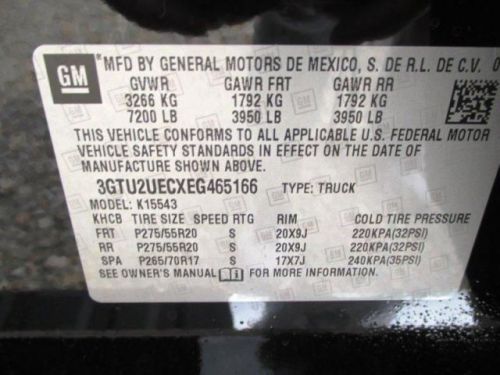 GM
*MFD BY GENERAL MOTORS DE MEXICO, S. DE R.L. DE C.V. 0
GVWR GAWR FRT GAWR RR
3266 KG 1792 KG 1792 KG
7200 LB 3950 LB 3950 LB
THIS VEHICLE CONFORMS TO ALL APPLICABLE U.S. FEDERAL MOTOR
VEHICLE SAFETY STANDARDS IN EFFECT ON THE DATE OF
MANUFACTURE SHOWN ABOVE.
3GTU2UECXEG465166 TYPE: TRUCK
MODEL: K15543
KHCB TIRE SIZE SPEED RTG RIM COLD TIRE PRESSURE
FRT P275/55R20 S 20X9J 220KPA(32PSI)
RR P275/55R20 S 20X9J 220KPA(32PSI)
SPA P265/70R17 S 17X7J 240KPA(35PSI)
SEE OWNER'S MANUAL FOR MORE INFORMATION